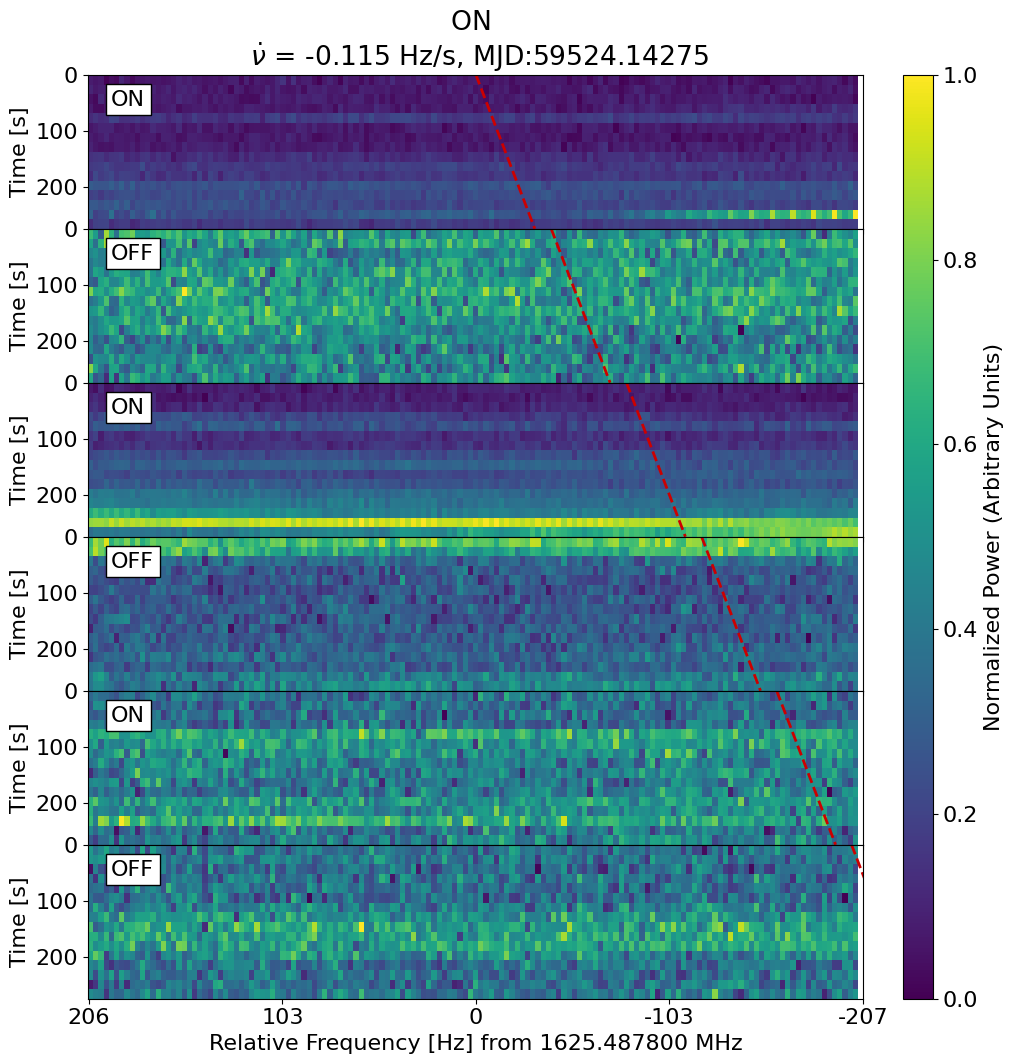 ON
ν̇ = -0.115 Hz/s, MJD:59524.14275
0
100
200
Time [s]
ON
0
100
200
Time [s]
OFF
0
100
200
Time [s]
ON
0
100
200
Time [s]
OFF
0
100
200
Time [s]
ON
0
100
200
Time [s]
OFF
206 103 0 -103 -207
Relative Frequency [Hz] from 1625.487800 MHz
1.0
0.8
0.6
0.4
0.2
0.0
Normalized Power (Arbitrary Units)